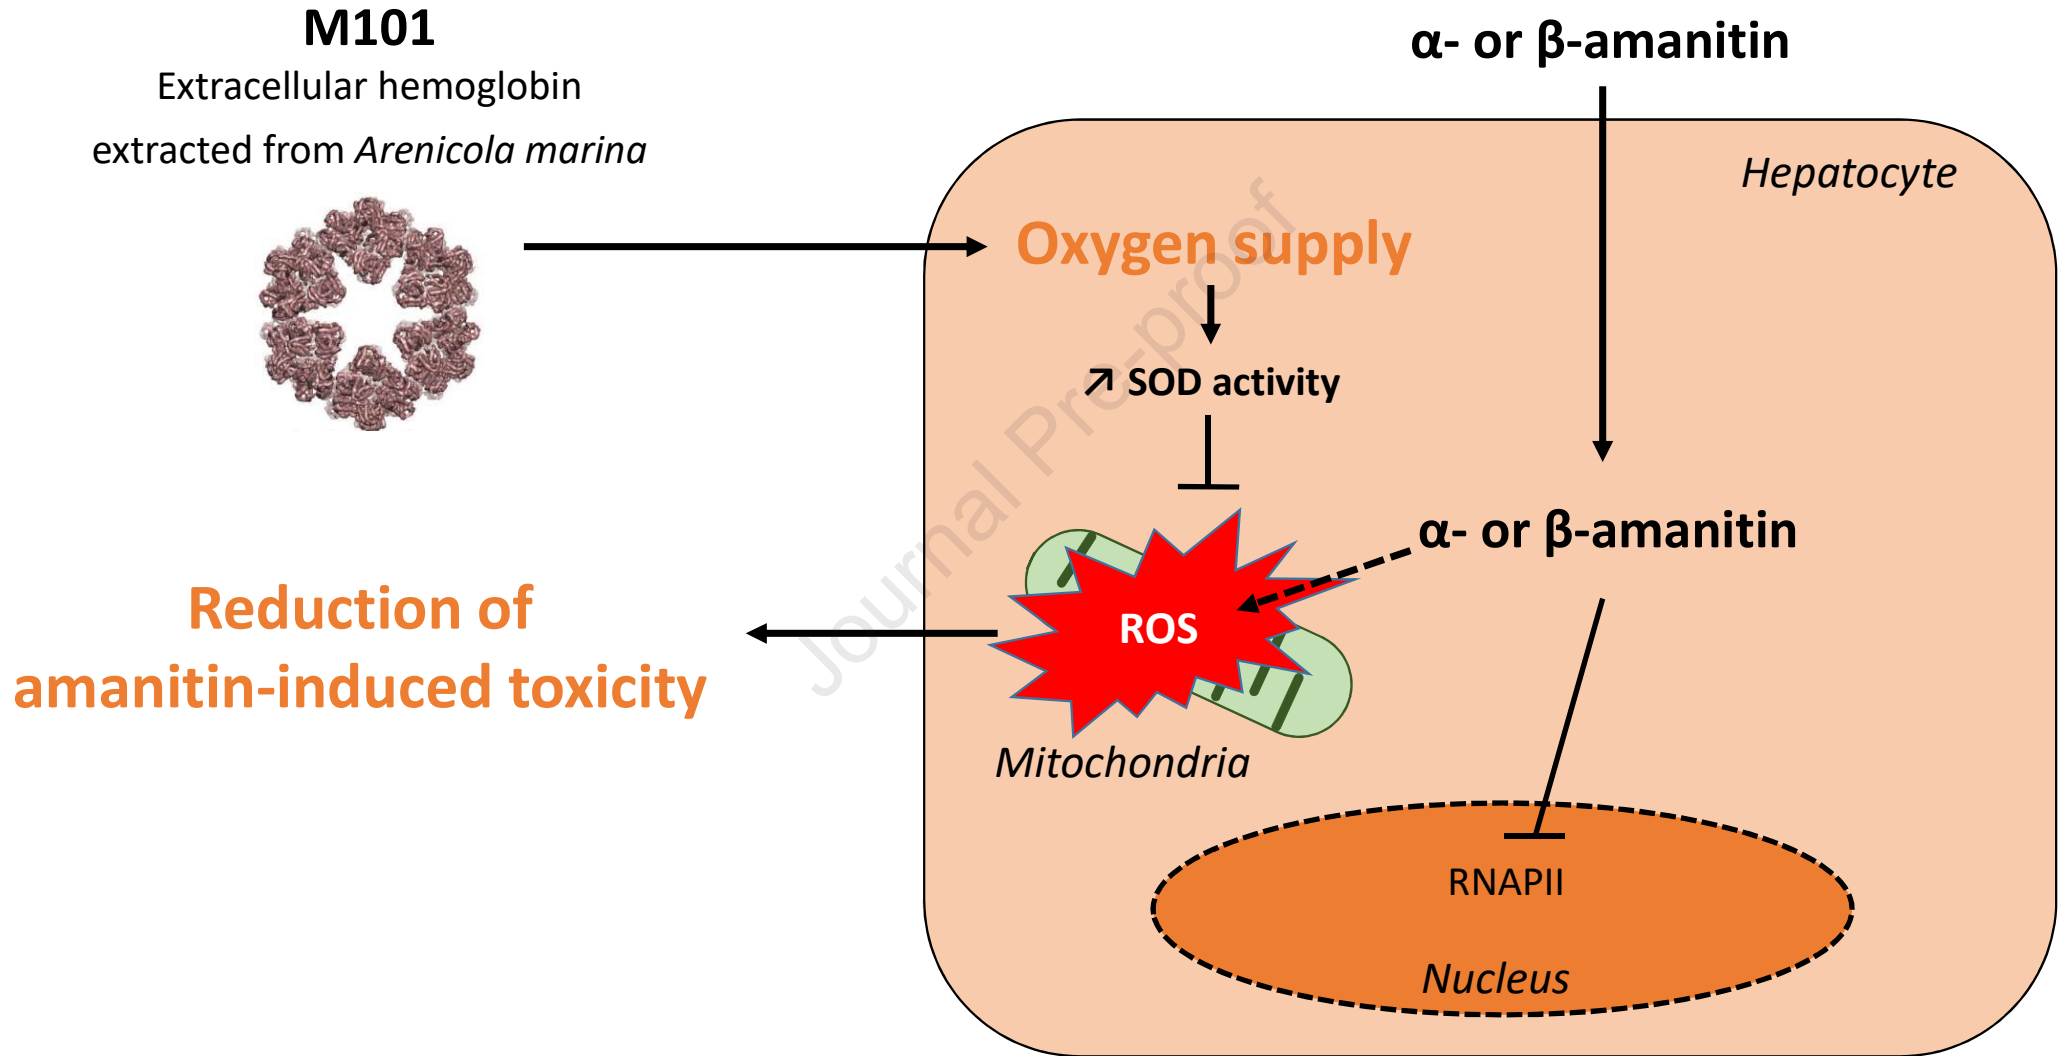 M101
Extracellular hemoglobin
extracted from Arenicola marina
α- or β-amanitin
Hepatocyte
Oxygen supply
↗ SOD activity
α- or β-amanitin
ROS
Mitochondria
Reduction of
amanitin-induced toxicity
RNAPII
Nucleus
Journal Pre-proof